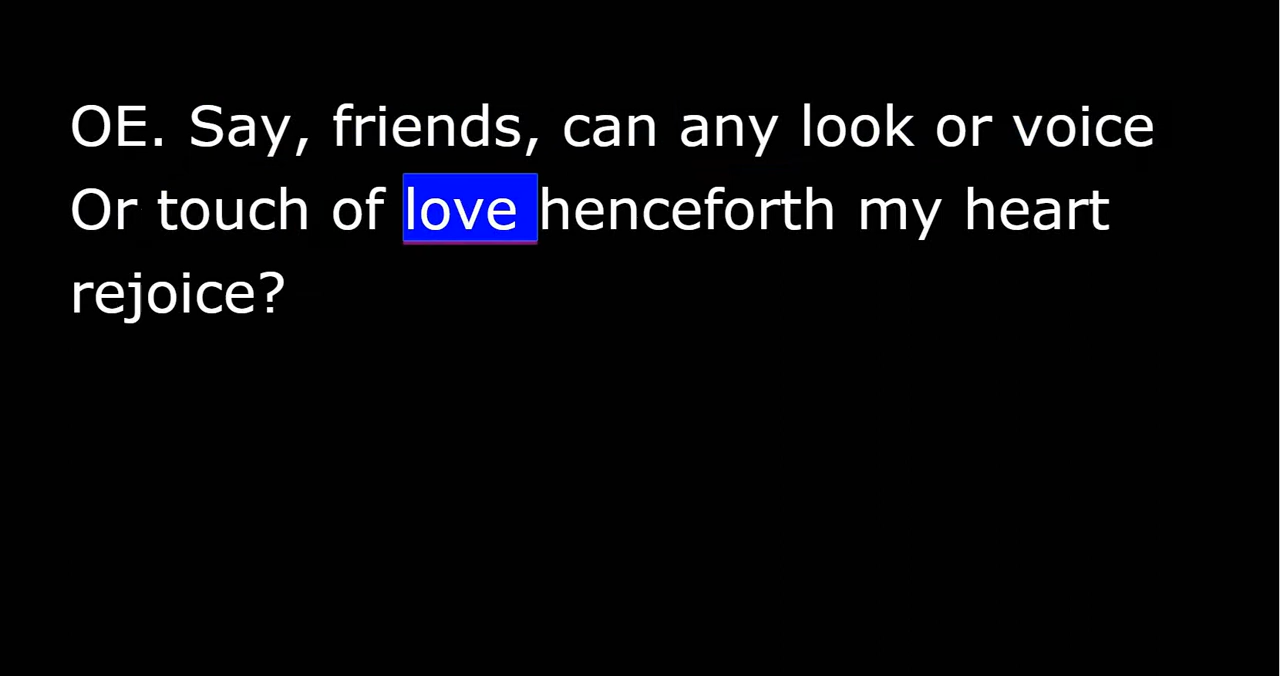 OE. Say, friends, can any look or voice
Or touch of love henceforth my heart
rejoice?